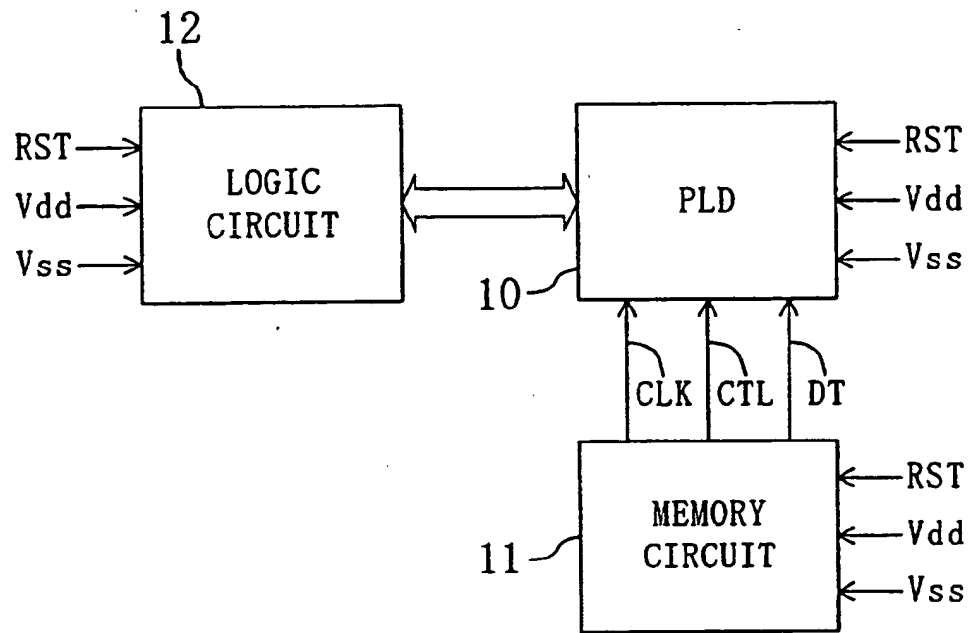 12
RST
Vdd
Vss
LOGIC
CIRCUIT
PLD
RST
Vdd
Vss
10
CLK
CTL
DT
MEMORY
CIRCUIT
11
RST
Vdd
Vss